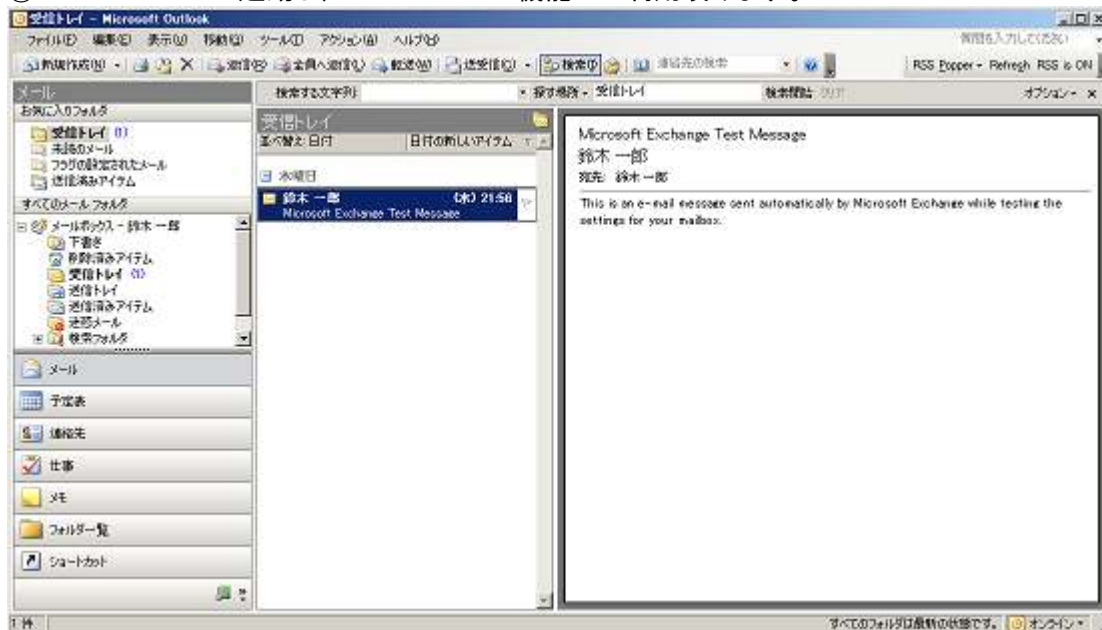 受信トレイ - Microsoft Outlook
ファイル(F) 編集(E) 表示(V) 移動(G) ツール(T) アクション(A) ヘルプ(H)
質問を入力してください
新規作成(N) 返信(R) 全員へ返信(L) 転送(W) 送受信(C) 検索(I) 連絡先の検索
RSS Popper Refresh RSS is ON
メール
検索する文字列: 探す場所 受信トレイ 検索開始 クリア オプション
お気に入りフォルダ
受信トレイ (1)
未読のメール
フラグの設定されたメール
送信済みアイテム
すべてのメール フォルダ
メールボックス - 鈴木 一郎
下書き
削除済みアイテム
受信トレイ (1)
送信トレイ
送信済みアイテム
迷惑メール
検索フォルダ
メール
予定表
連絡先
仕事
メモ
フォルダ一覧
ショートカット
受信トレイ
並べ替え: 日付 日付の新しいアイテム
水曜日
鈴木 一郎 (水) 21:58
Microsoft Exchange Test Message
Microsoft Exchange Test Message
鈴木 一郎
宛先: 鈴木 一郎
This is an e-mail message sent automatically by Microsoft Exchange while testing the
settings for your mailbox.
1 件
すべてのフォルダは最新の状態です。 オンライン